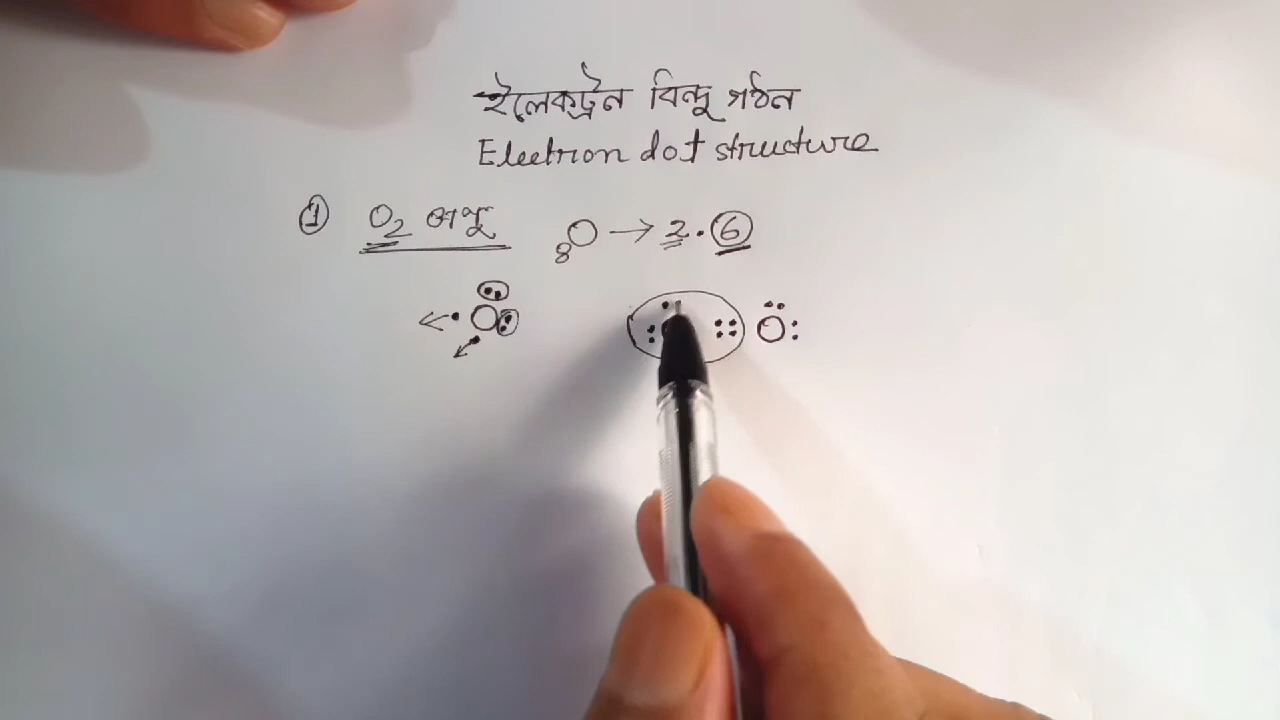 ইলেকট্রন বিন্দু গঠন
Electron dot structure
① O₂ অণু ₈O → 2.6
O O